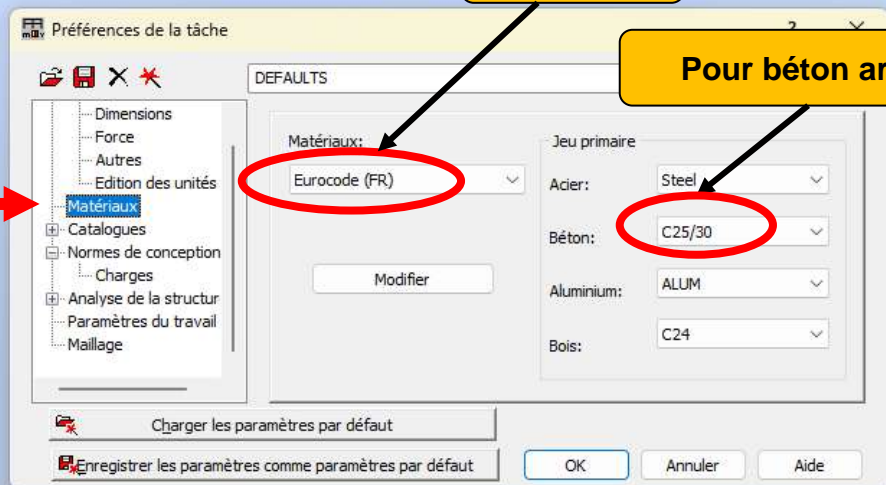 Préférences de la tâche
?
Pour béton ar
DEFAULTS
Dimensions
Force
Autres
Edition des unités
Matériaux
Catalogues
Normes de conception
Charges
Analyse de la structur
Paramètres du travail
Maillage
Matériaux:
Eurocode (FR)
Modifier
Jeu primaire
Acier:
Steel
Béton:
C25/30
Aluminium:
ALUM
Bois:
C24
Charger les paramètres par défaut
Enregistrer les paramètres comme paramètres par défaut
OK
Annuler
Aide